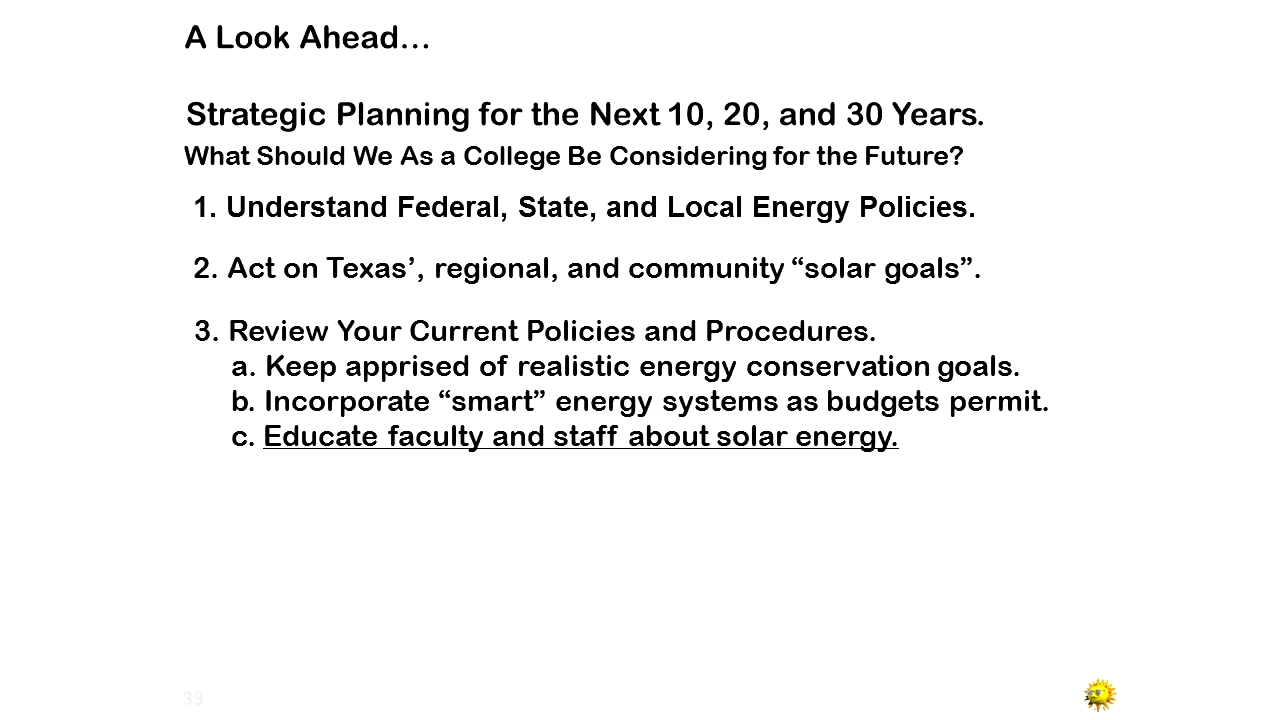 A Look Ahead…
Strategic Planning for the Next 10, 20, and 30 Years.
What Should We As a College Be Considering for the Future?
1. Understand Federal, State, and Local Energy Policies.
2. Act on Texas’, regional, and community “solar goals”.
3. Review Your Current Policies and Procedures.
a. Keep apprised of realistic energy conservation goals.
b. Incorporate “smart” energy systems as budgets permit.
c. Educate faculty and staff about solar energy.
33